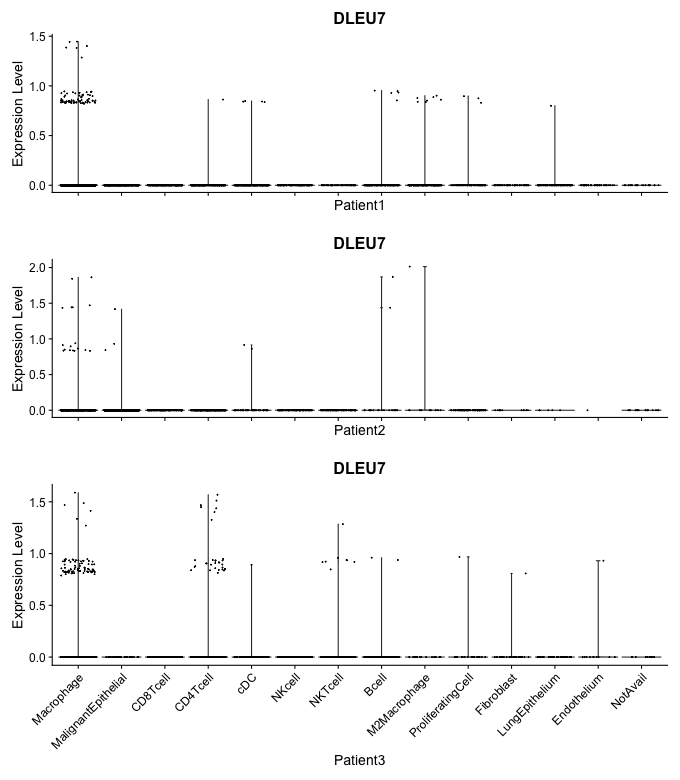 DLEU7
Expression Level
1.5
1.0
0.5
0.0
Patient1
DLEU7
Expression Level
2.0
1.5
1.0
0.5
0.0
Patient2
DLEU7
Expression Level
1.5
1.0
0.5
0.0
Macrophage
MalignantEpithelial
CD8Tcell
CD4Tcell
cDC
NKcell
NKTcell
Bcell
M2Macrophage
ProliferatingCell
Fibroblast
LungEpithelium
Endothelium
NotAvail
Patient3